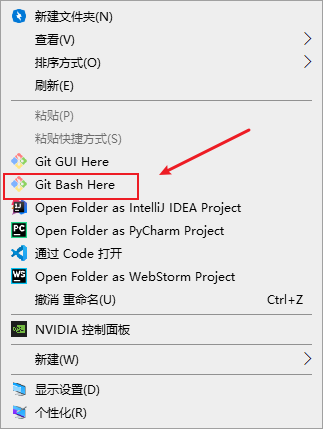 新建文件夹(N)
查看(V)
排序方式(O)
刷新(E)
粘贴(P)
粘贴快捷方式(S)
Git GUI Here
Git Bash Here
Open Folder as IntelliJ IDEA Project
Open Folder as PyCharm Project
通过 Code 打开
Open Folder as WebStorm Project
撤消 重命名(U) Ctrl+Z
NVIDIA 控制面板
新建(W)
显示设置(D)
个性化(R)